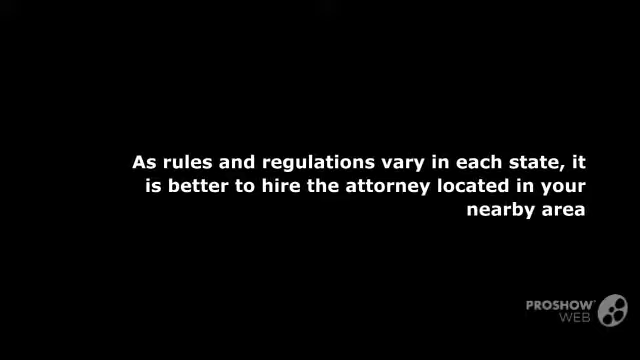 As rules and regulations vary in each state, it
is better to hire the attorney located in your
nearby area
PROSHOW
WEB